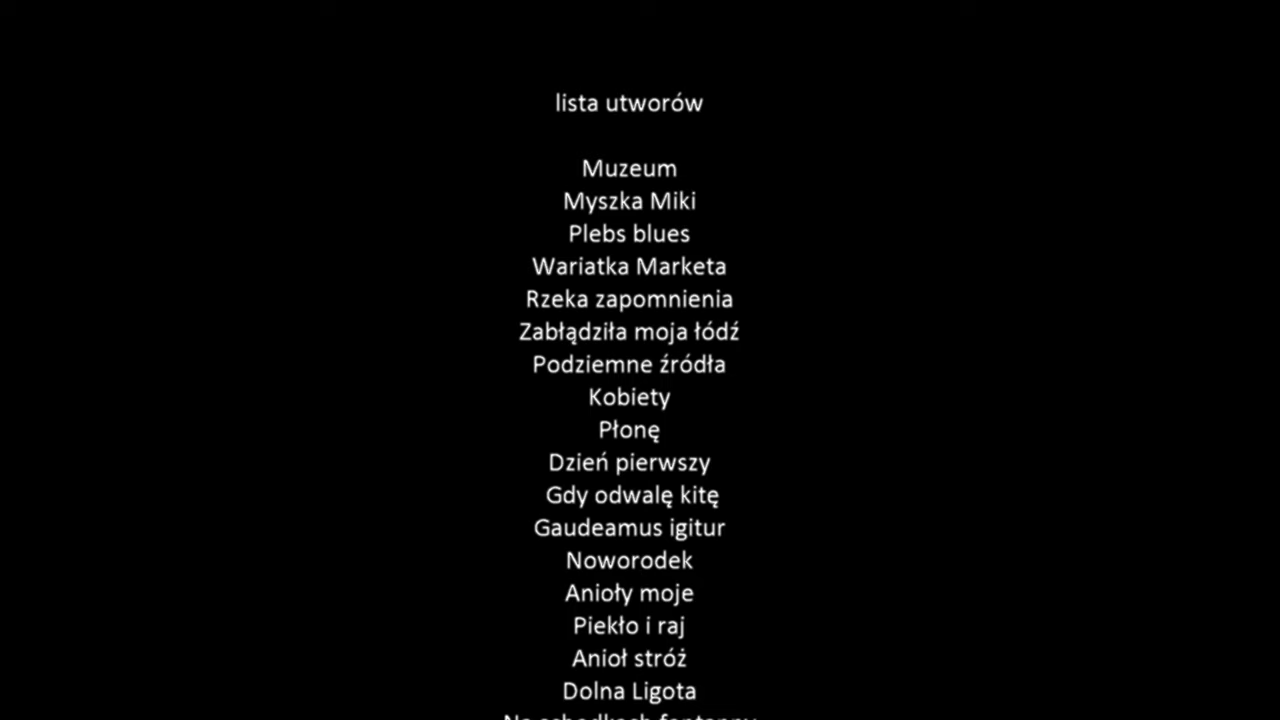 lista utworów
Muzeum
Myszka Miki
Plebs blues
Wariatka Marketa
Rzeka zapomnienia
Zabłądziła moja łódź
Podziemne źródła
Kobiety
Płonę
Dzień pierwszy
Gdy odwalę kitę
Gaudeamus igitur
Noworodek
Anioły moje
Piekło i raj
Anioł stróż
Dolna Ligota